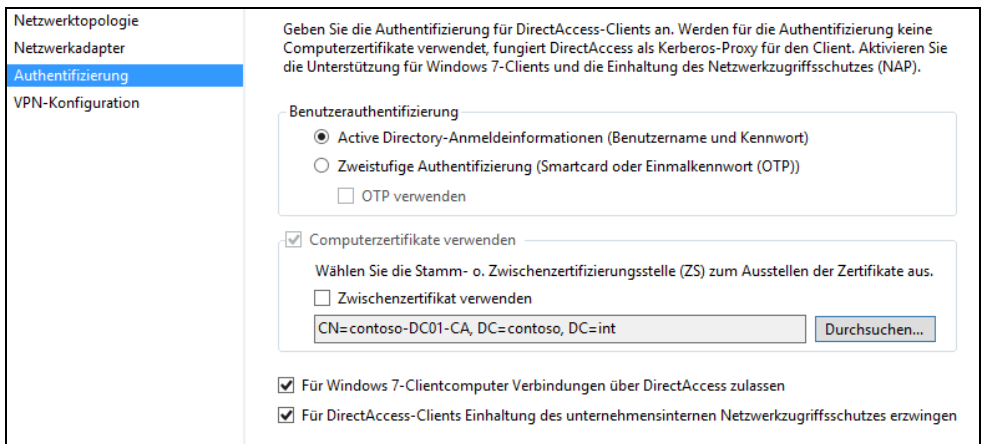 Netzwerktopologie
Netzwerkadapter
Authentifizierung
VPN-Konfiguration
Geben Sie die Authentifizierung für DirectAccess-Clients an. Werden für die Authentifizierung keine
Computerzertifikate verwendet, fungiert DirectAccess als Kerberos-Proxy für den Client. Aktivieren Sie
die Unterstützung für Windows 7-Clients und die Einhaltung des Netzwerkzugriffsschutzes (NAP).
Benutzerauthentifizierung
Active Directory-Anmeldeinformationen (Benutzername und Kennwort)
Zweistufige Authentifizierung (Smartcard oder Einmalkennwort (OTP))
OTP verwenden
Computerzertifikate verwenden
Wählen Sie die Stamm- o. Zwischenzertifizierungsstelle (ZS) zum Ausstellen der Zertifikate aus.
Zwischenzertifikat verwenden
CN=contoso-DC01-CA, DC=contoso, DC=int
Durchsuchen...
Für Windows 7-Clientcomputer Verbindungen über DirectAccess zulassen
Für DirectAccess-Clients Einhaltung des unternehmensinternen Netzwerkzugriffsschutzes erzwingen